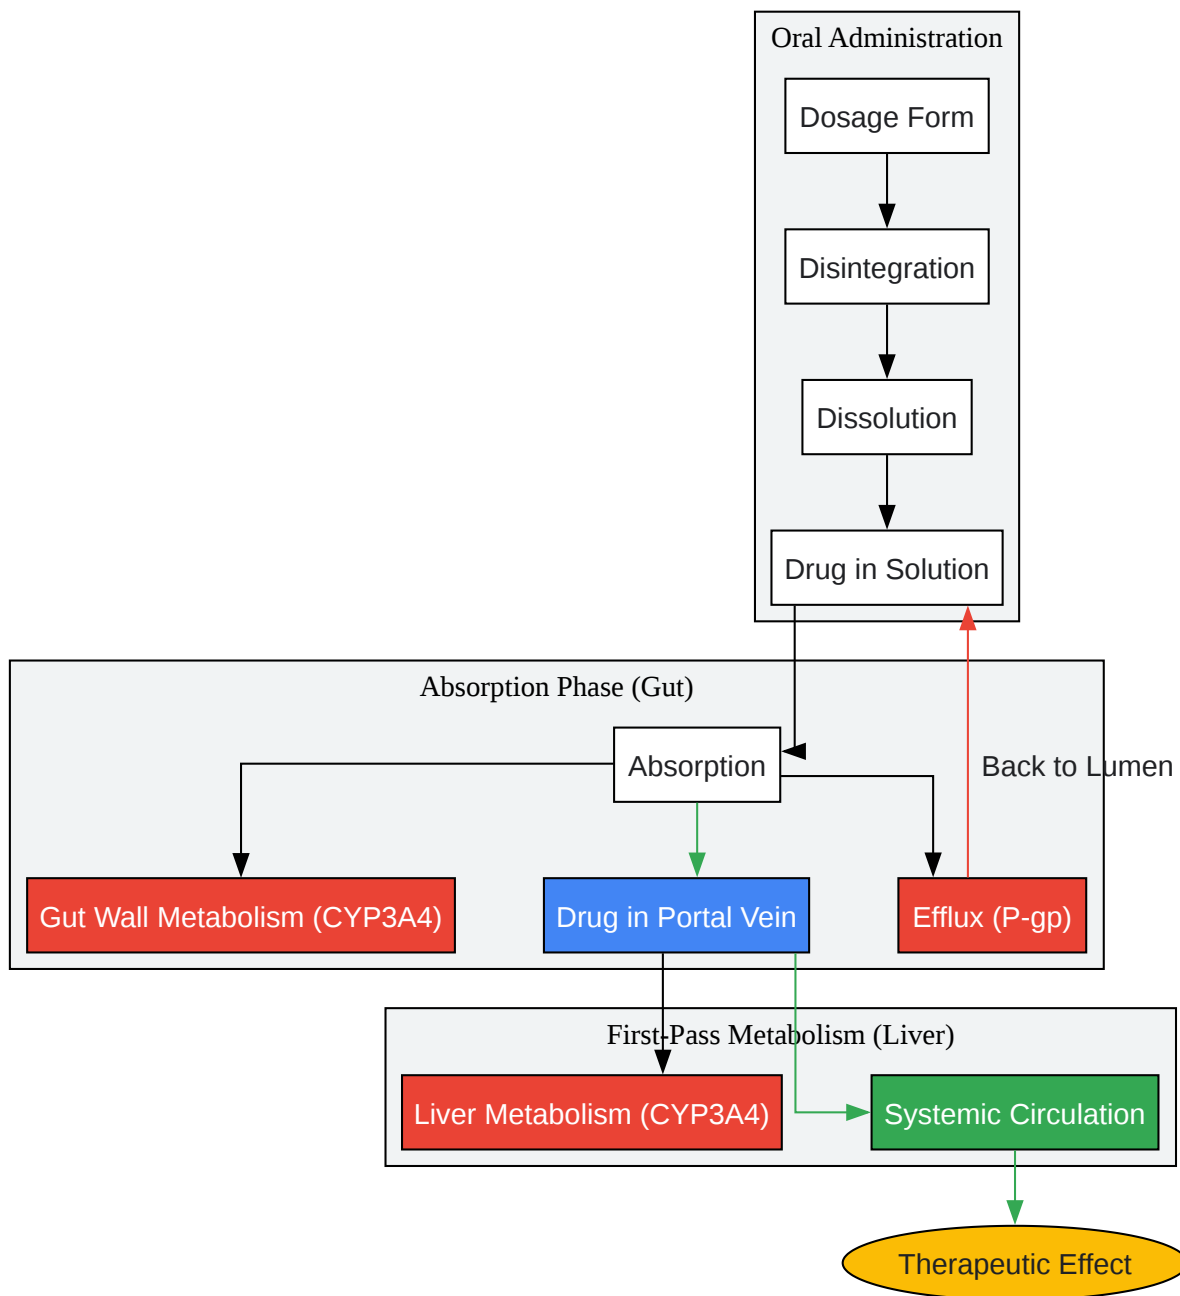 Oral Administration
Dosage Form
Disintegration
Dissolution
Drug in Solution
Absorption Phase (Gut)
Absorption
Back to Lumen
Gut Wall Metabolism (CYP3A4)
Drug in Portal Vein
Efflux (P-gp)
First-Pass Metabolism (Liver)
Liver Metabolism (CYP3A4)
Systemic Circulation
Therapeutic Effect